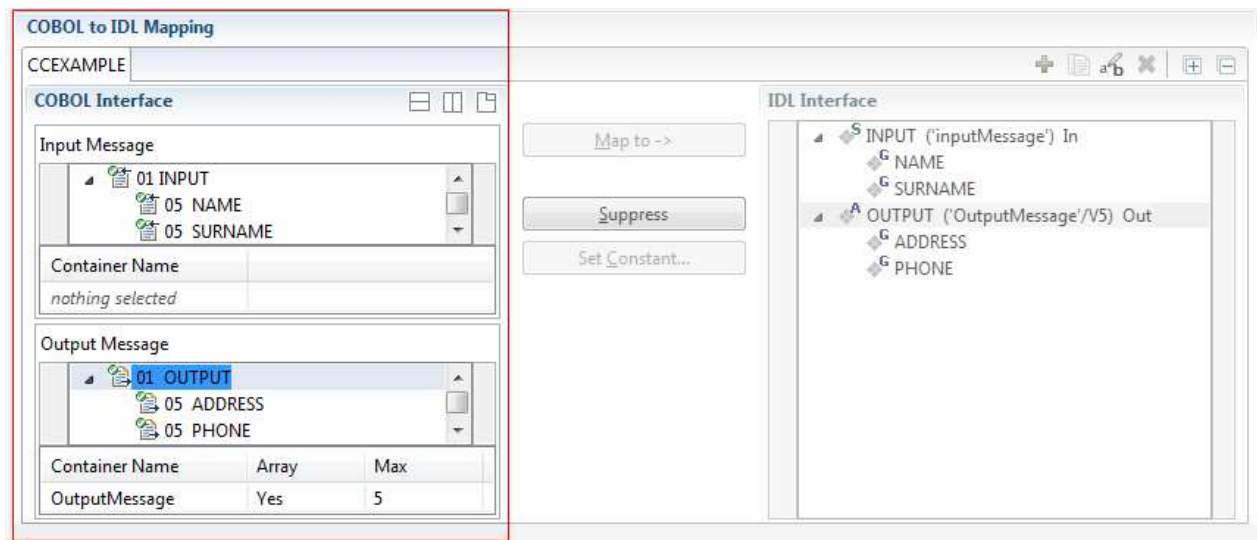 COBOL to IDL Mapping
CCEXAMPLE
COBOL Interface
Input Message
01 INPUT
05 NAME
05 SURNAME
Container Name
nothing selected
Output Message
01 OUTPUT
05 ADDRESS
05 PHONE
Container Name Array Max
OutputMessage Yes 5
Map to ->
Suppress
Set Constant...
IDL Interface
S INPUT ('inputMessage') In
G NAME
G SURNAME
A OUTPUT ('OutputMessage'/V5) Out
G ADDRESS
G PHONE